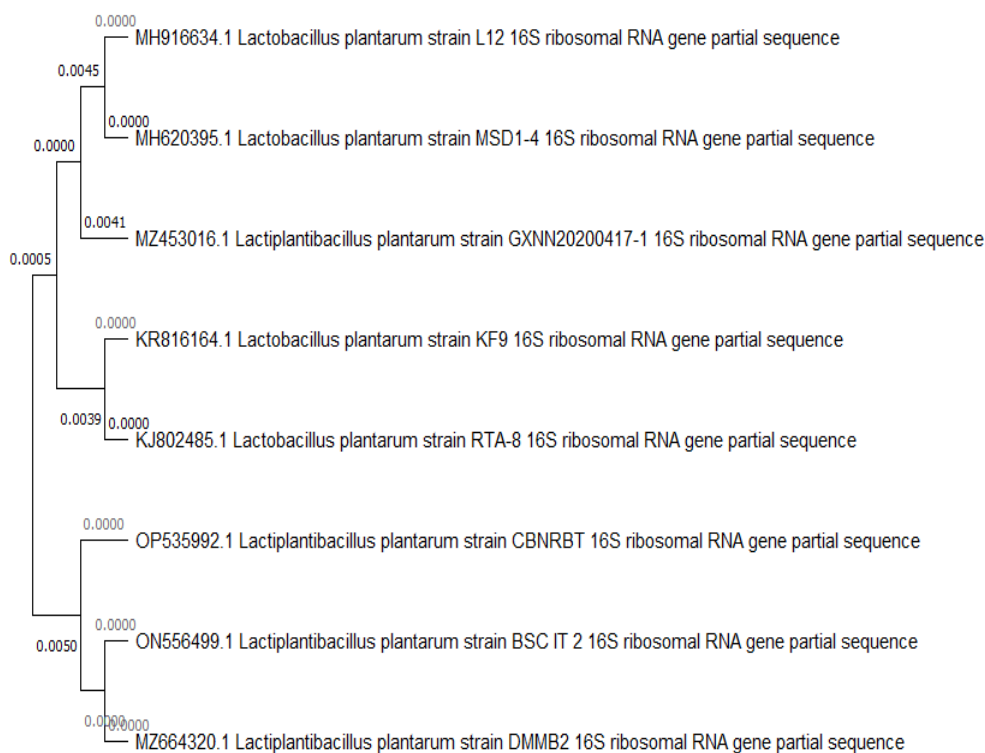 0.0000
MH916634.1 Lactobacillus plantarum strain L12 16S ribosomal RNA gene partial sequence
0.0045
0.0000
MH620395.1 Lactobacillus plantarum strain MSD1-4 16S ribosomal RNA gene partial sequence
0.0000
0.0041
MZ453016.1 Lactiplantibacillus plantarum strain GXNN20200417-1 16S ribosomal RNA gene partial sequence
0.0005
0.0000
KR816164.1 Lactobacillus plantarum strain KF9 16S ribosomal RNA gene partial sequence
0.0039 0.0000
KJ802485.1 Lactobacillus plantarum strain RTA-8 16S ribosomal RNA gene partial sequence
0.0000
OP535992.1 Lactiplantibacillus plantarum strain CBNRBT 16S ribosomal RNA gene partial sequence
0.0000
ON556499.1 Lactiplantibacillus plantarum strain BSC IT 2 16S ribosomal RNA gene partial sequence
0.0050
0.0000 0.0000
MZ664320.1 Lactiplantibacillus plantarum strain DMMB2 16S ribosomal RNA gene partial sequence